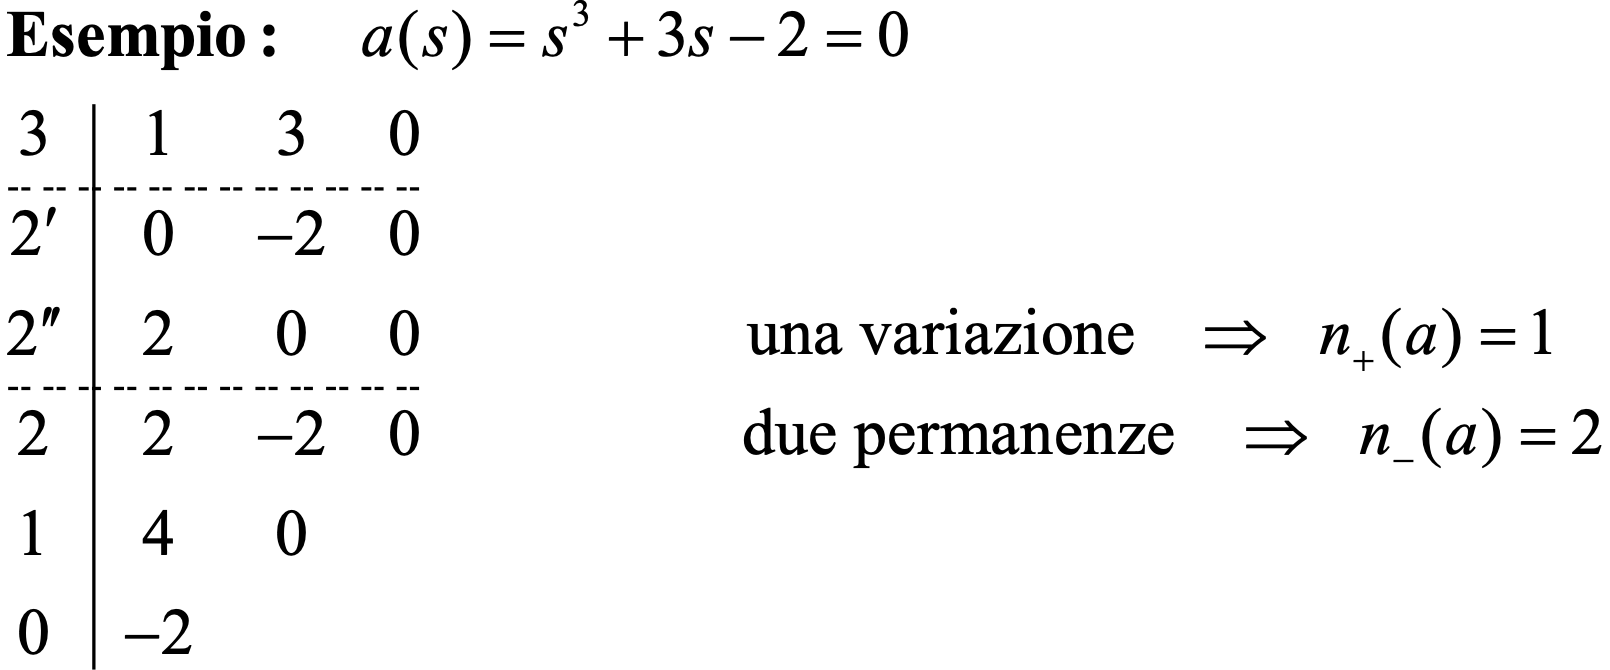 Esempio : a(s) = s³ + 3s − 2 = 0
3 1 3 0
2′ 0 −2 0
2″ 2 0 0 una variazione ⇒ n₊(a) = 1
2 2 −2 0 due permanenze ⇒ n₋(a) = 2
1 4 0
0 −2